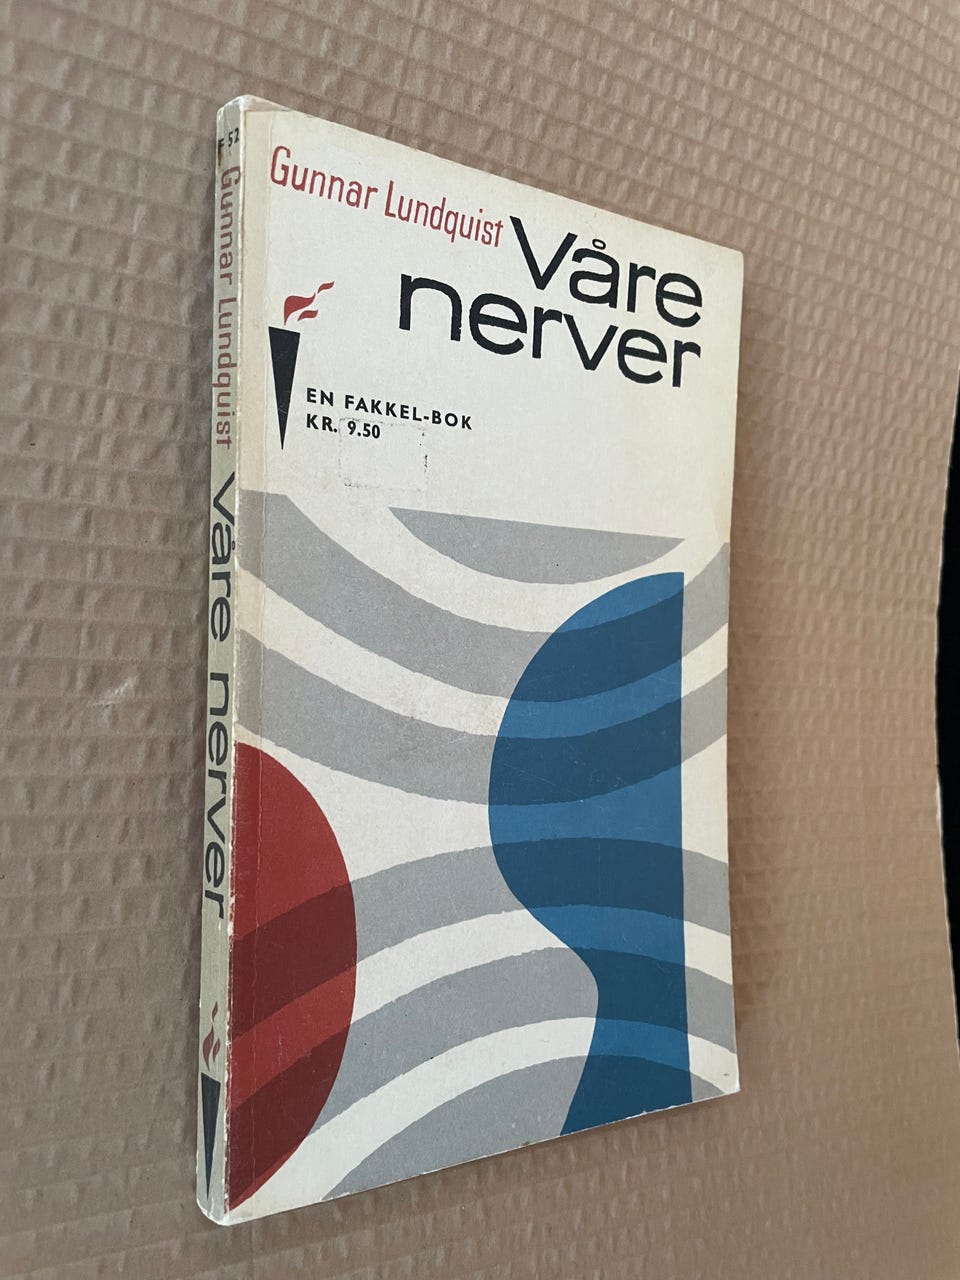 Gunnar Lundquist
Våre
nerver
EN FAKKEL-BOK
KR. 9.50
F 52
Gunnar Lundquist Våre nerver